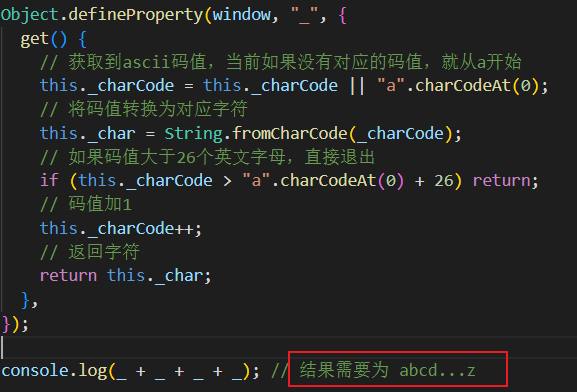 Object.defineProperty(window, "_", {
get() {
// 获取到ascii码值，当前如果没有对应的码值，就从a开始
this._charCode = this._charCode || "a".charCodeAt(0);
// 将码值转换为对应字符
this._char = String.fromCharCode(_charCode);
// 如果码值大于26个英文字母，直接退出
if (this._charCode > "a".charCodeAt(0) + 26) return;
// 码值加1
this._charCode++;
// 返回字符
return this._char;
},
});
console.log(_ + _ + _ + _); // 结果需要为 abcd...z